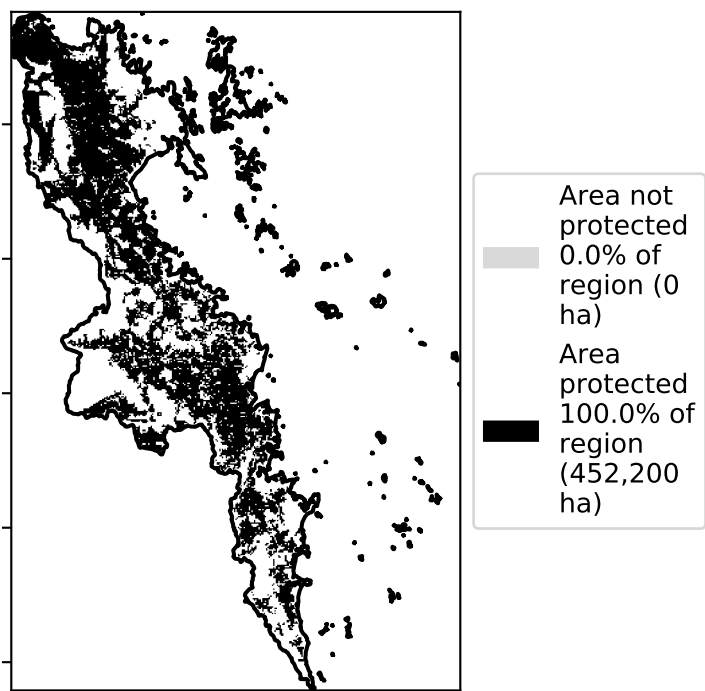 Area not
protected
0.0% of
region (0
ha)
Area
protected
100.0% of
region
(452,200
ha)